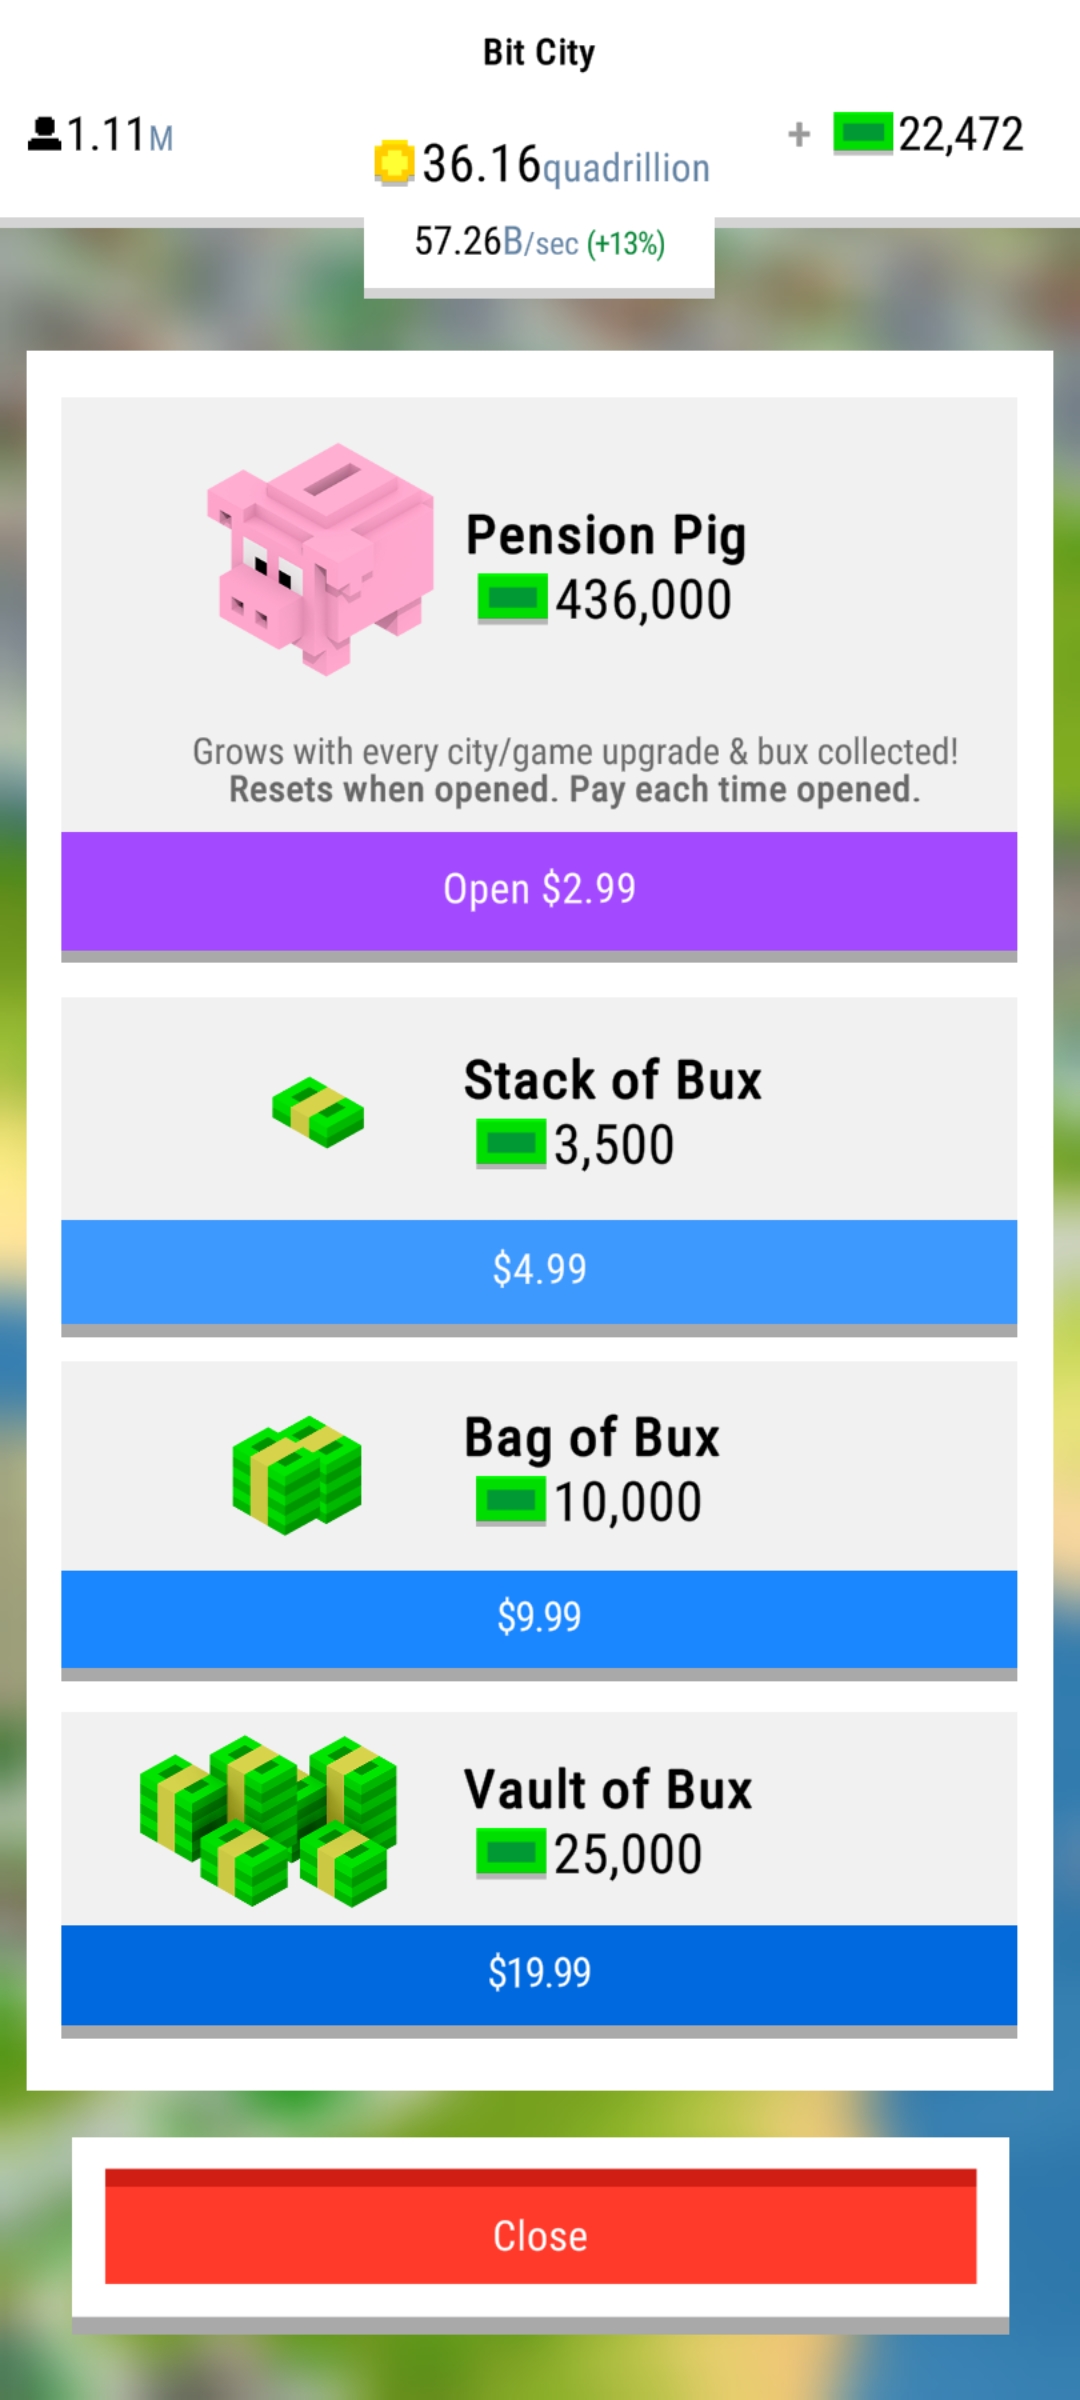 Bit City
1.11M
36.16quadrillion
+ 22,472
57.26B/sec (+13%)
Pension Pig
436,000
Grows with every city/game upgrade & bux collected!
Resets when opened. Pay each time opened.
Open $2.99
Stack of Bux
3,500
$4.99
Bag of Bux
10,000
$9.99
Vault of Bux
25,000
$19.99
Close